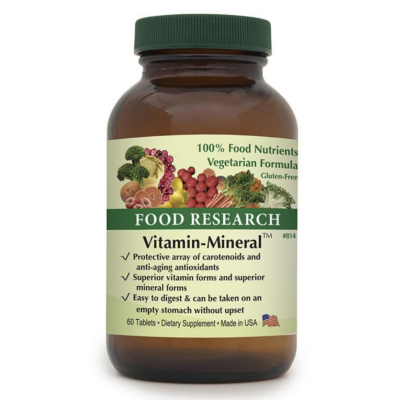 100% Food Nutrients
Vegetarian Formula
Gluten-Free
FOOD RESEARCH
Vitamin-Mineral™ #814
✓ Protective array of carotenoids and
anti-aging antioxidants
✓ Superior vitamin forms and superior
mineral forms
✓ Easy to digest & can be taken on an
empty stomach without upset
60 Tablets • Dietary Supplement • Made in USA